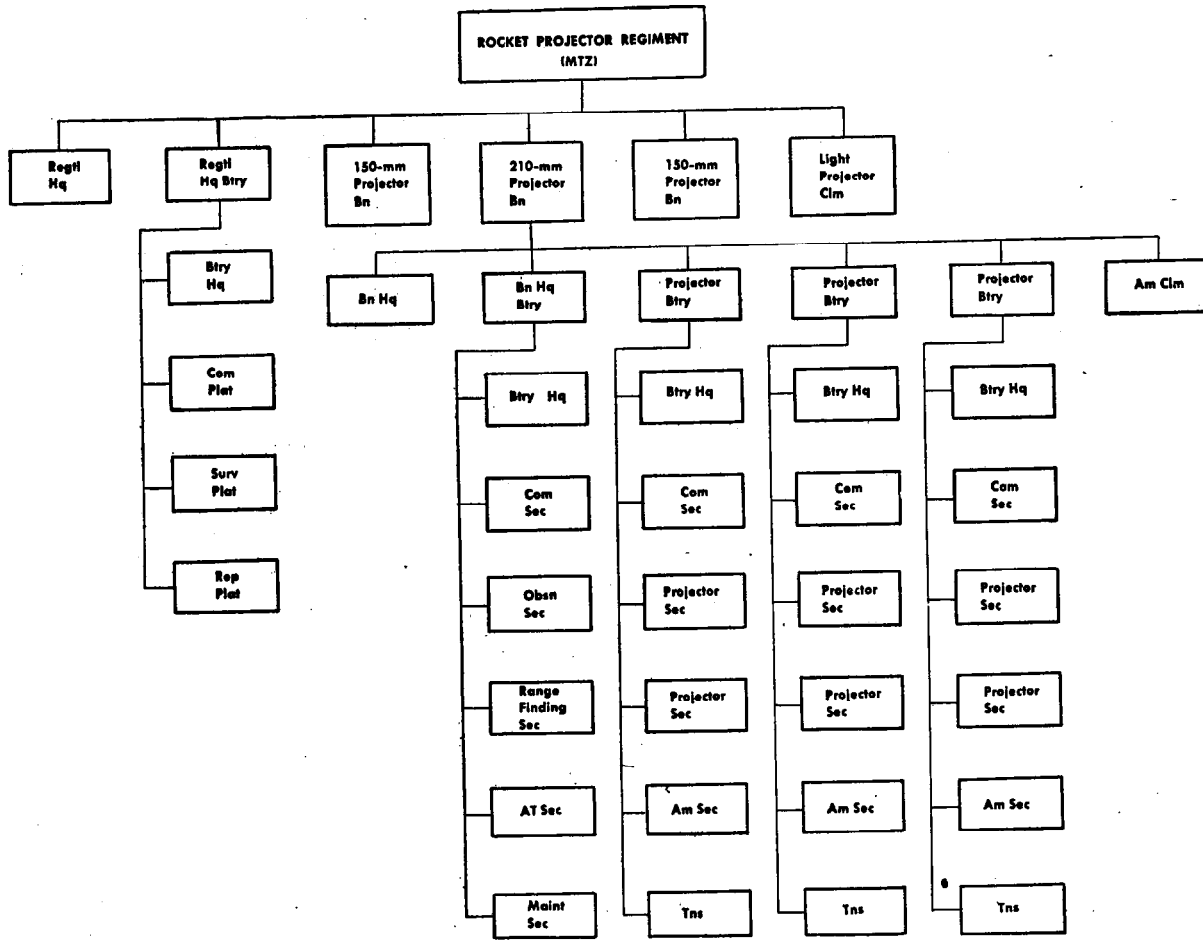 ROCKET PROJECTOR REGIMENT
(MTZ)
Regtl
Hq
Regtl
Hq Btry
150-mm
Projector
Bn
210-mm
Projector
Bn
150-mm
Projector
Bn
Light
Projector
Clm
Btry
Hq
Com
Plat
Surv
Plat
Rep
Plat
Bn Hq
Bn Hq
Btry
Projector
Btry
Projector
Btry
Projector
Btry
Am Clm
Btry Hq
Com
Sec
Obsn
Sec
Range
Finding
Sec
AT Sec
Maint
Sec
Btry Hq
Com
Sec
Projector
Sec
Projector
Sec
Am Sec
Tns
Btry Hq
Com
Sec
Projector
Sec
Projector
Sec
Am Sec
Tns
Btry Hq
Com
Sec
Projector
Sec
Projector
Sec
Am Sec
Tns